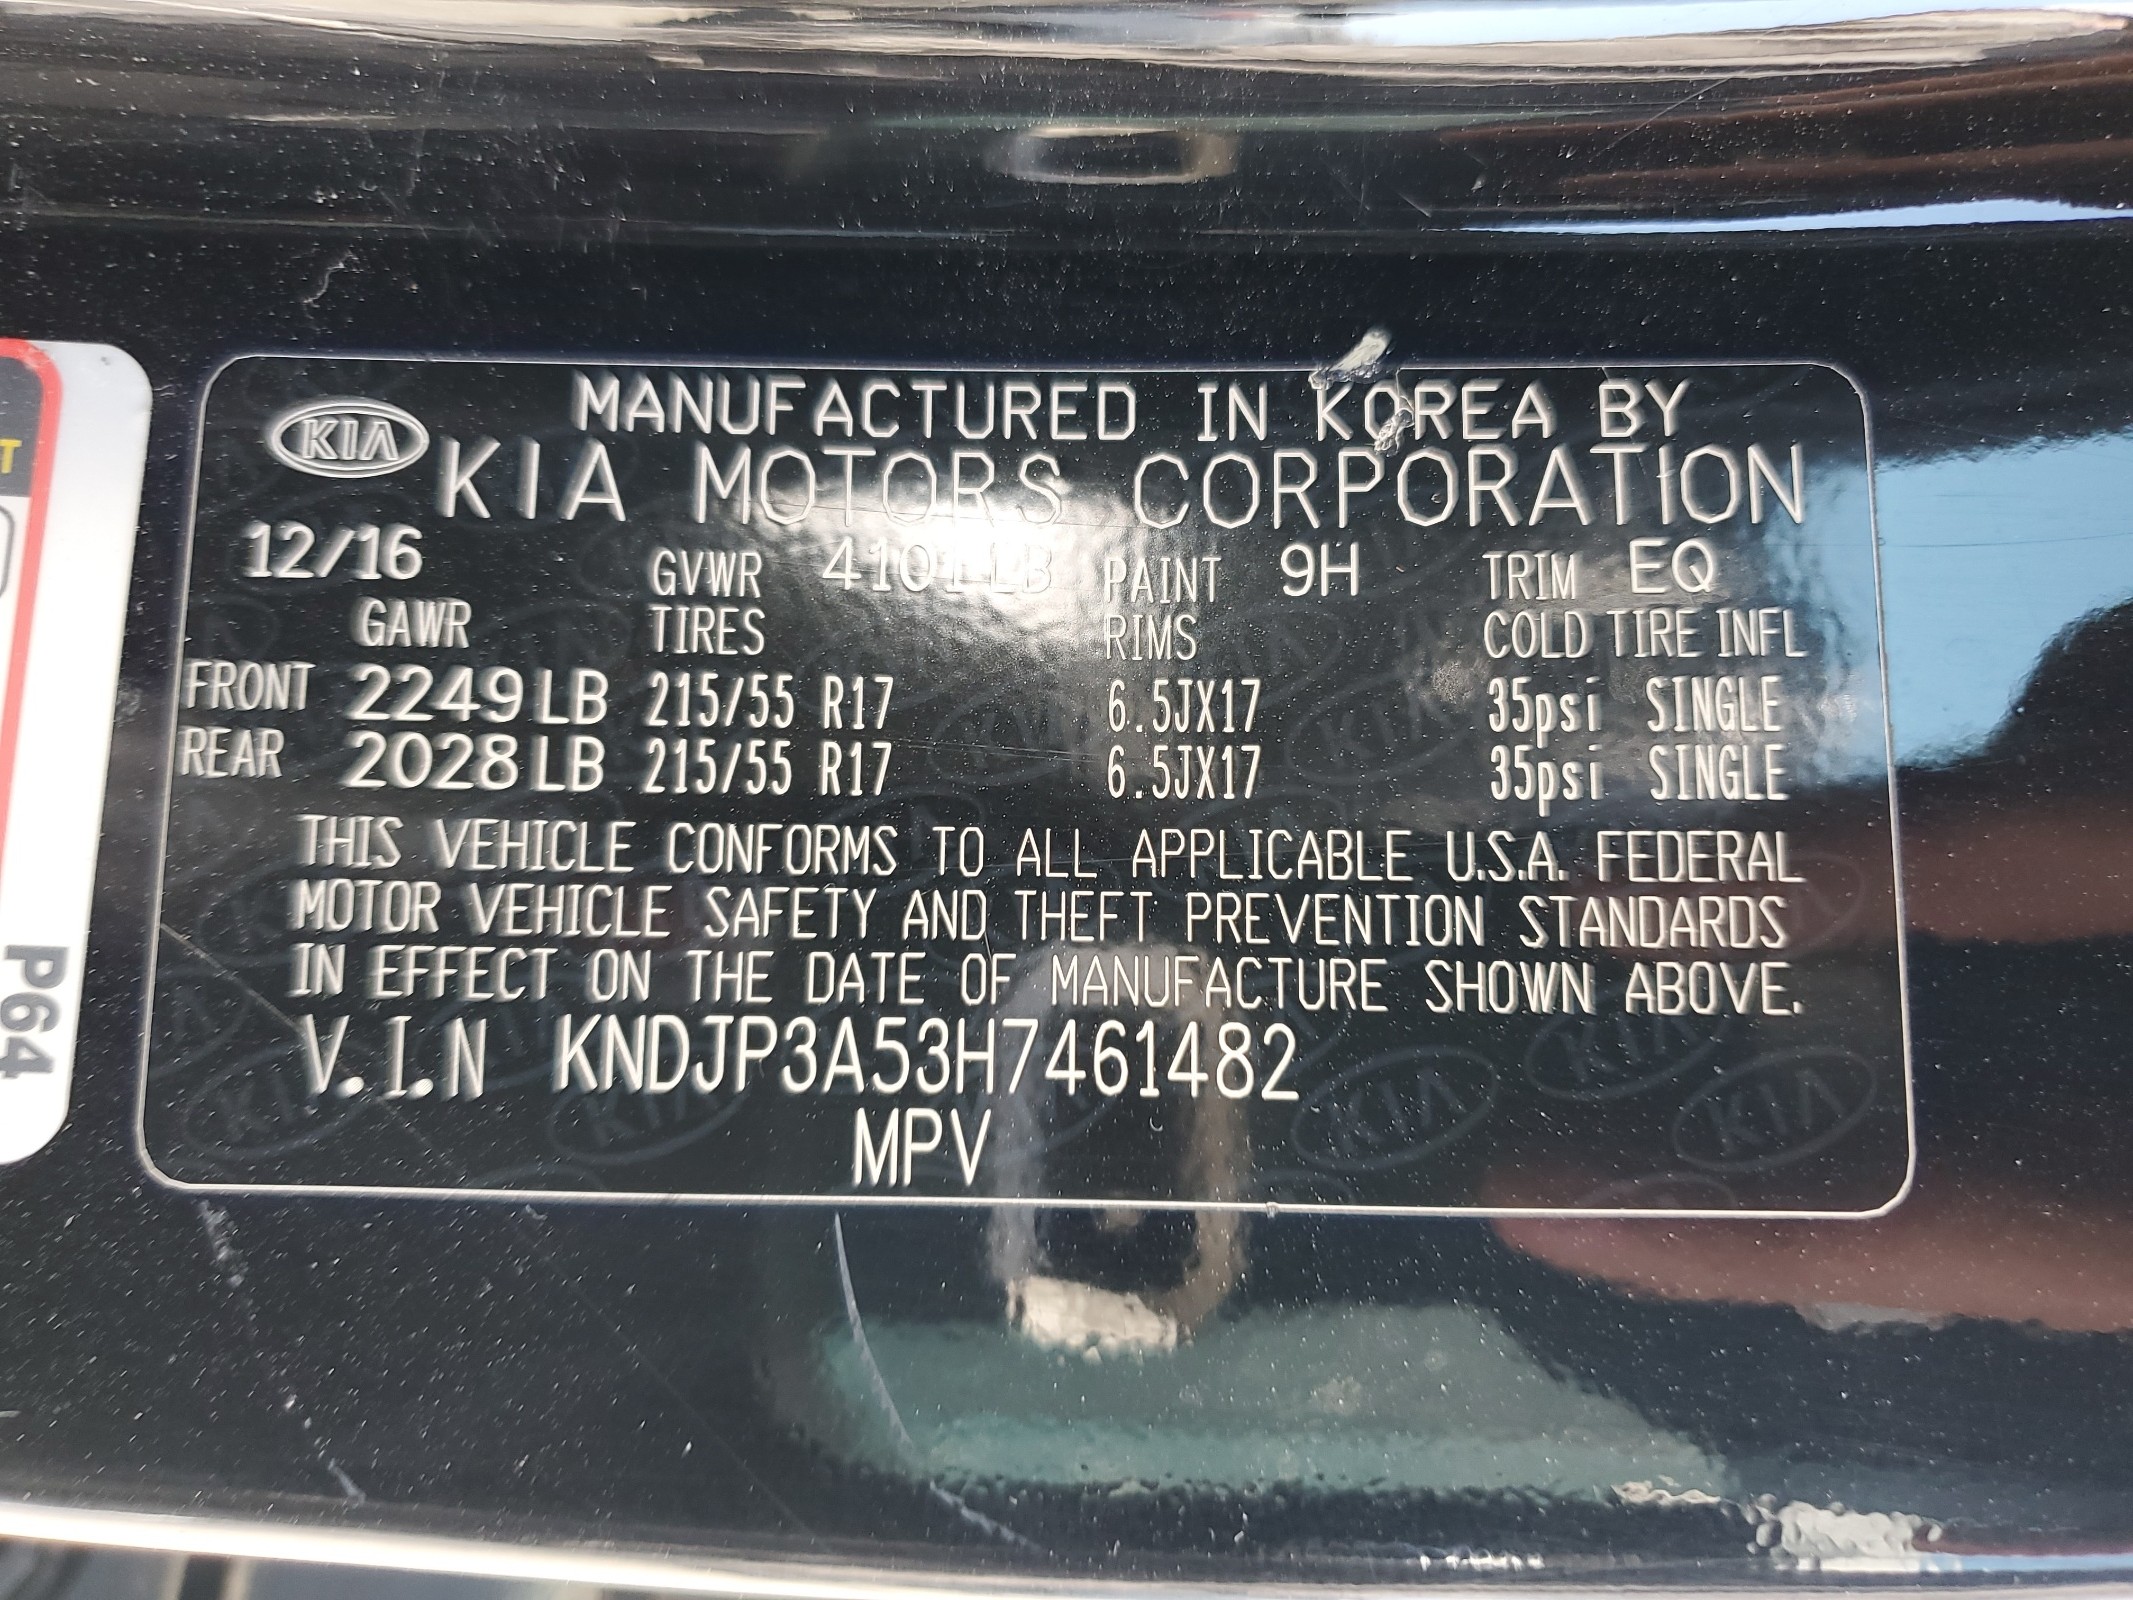 T
P64
KIA
MANUFACTURED IN KOREA BY
KIA MOTORS CORPORATION
12/16 GVWR 4101LB PAINT 9H TRIM EQ
GAWR TIRES RIMS COLD TIRE INFL
FRONT 2249LB 215/55 R17 6.5JX17 35psi SINGLE
REAR 2028LB 215/55 R17 6.5JX17 35psi SINGLE
THIS VEHICLE CONFORMS TO ALL APPLICABLE U.S.A. FEDERAL
MOTOR VEHICLE SAFETY AND THEFT PREVENTION STANDARDS
IN EFFECT ON THE DATE OF MANUFACTURE SHOWN ABOVE.
V.I.N KNDJP3A53H7461482
MPV